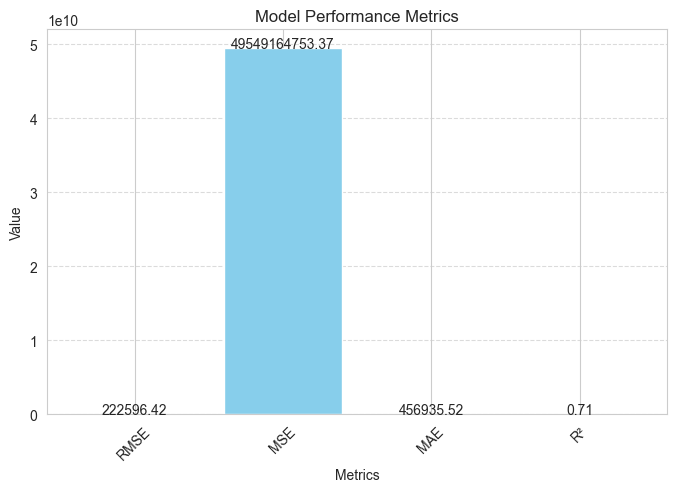 Model Performance Metrics
1e10
5
4
3
2
1
0
Value
49549164753.37
222596.42
456935.52
0.71
RMSE
MSE
MAE
R²
Metrics